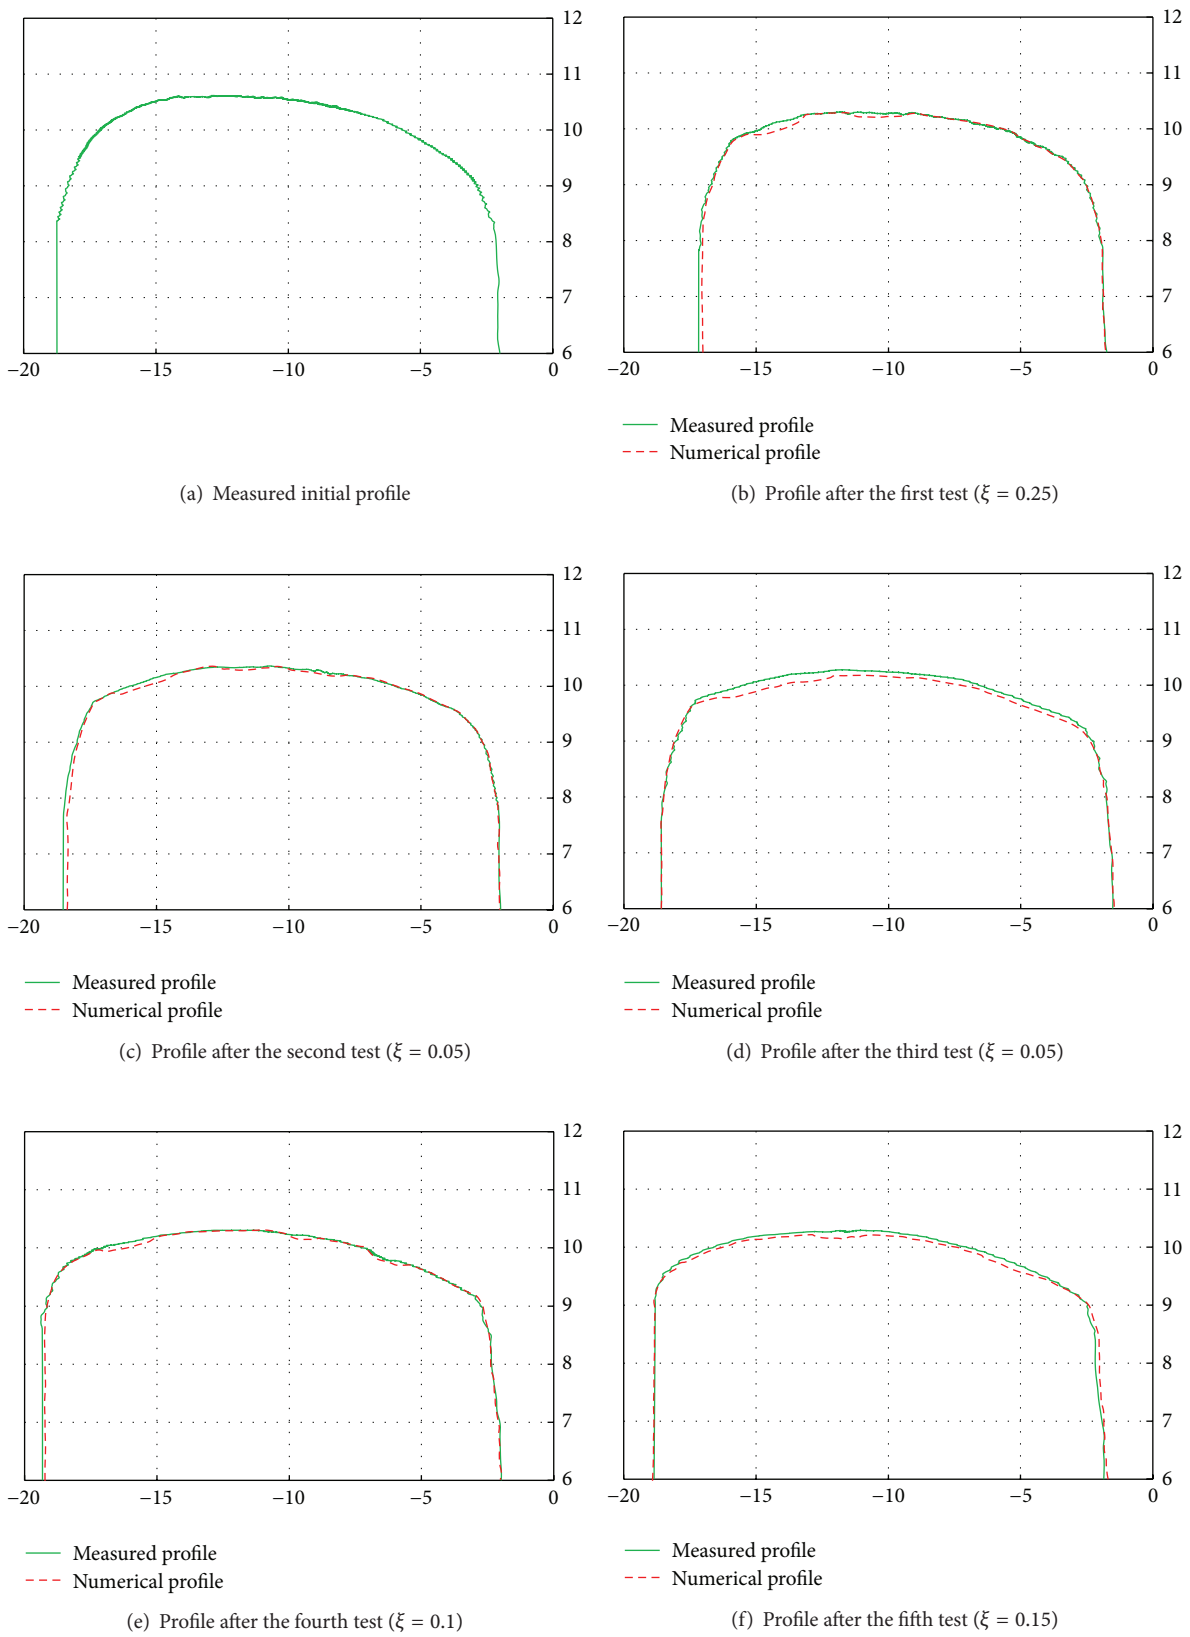 12
11
10
9
8
7
6
−20 −15 −10 −5 0
(a) Measured initial profile
12
11
10
9
8
7
6
−20 −15 −10 −5 0
Measured profile
Numerical profile
(b) Profile after the first test (ξ = 0.25)
12
11
10
9
8
7
6
−20 −15 −10 −5 0
Measured profile
Numerical profile
(c) Profile after the second test (ξ = 0.05)
12
11
10
9
8
7
6
−20 −15 −10 −5 0
Measured profile
Numerical profile
(d) Profile after the third test (ξ = 0.05)
12
11
10
9
8
7
6
−20 −15 −10 −5 0
Measured profile
Numerical profile
(e) Profile after the fourth test (ξ = 0.1)
12
11
10
9
8
7
6
−20 −15 −10 −5 0
Measured profile
Numerical profile
(f) Profile after the fifth test (ξ = 0.15)